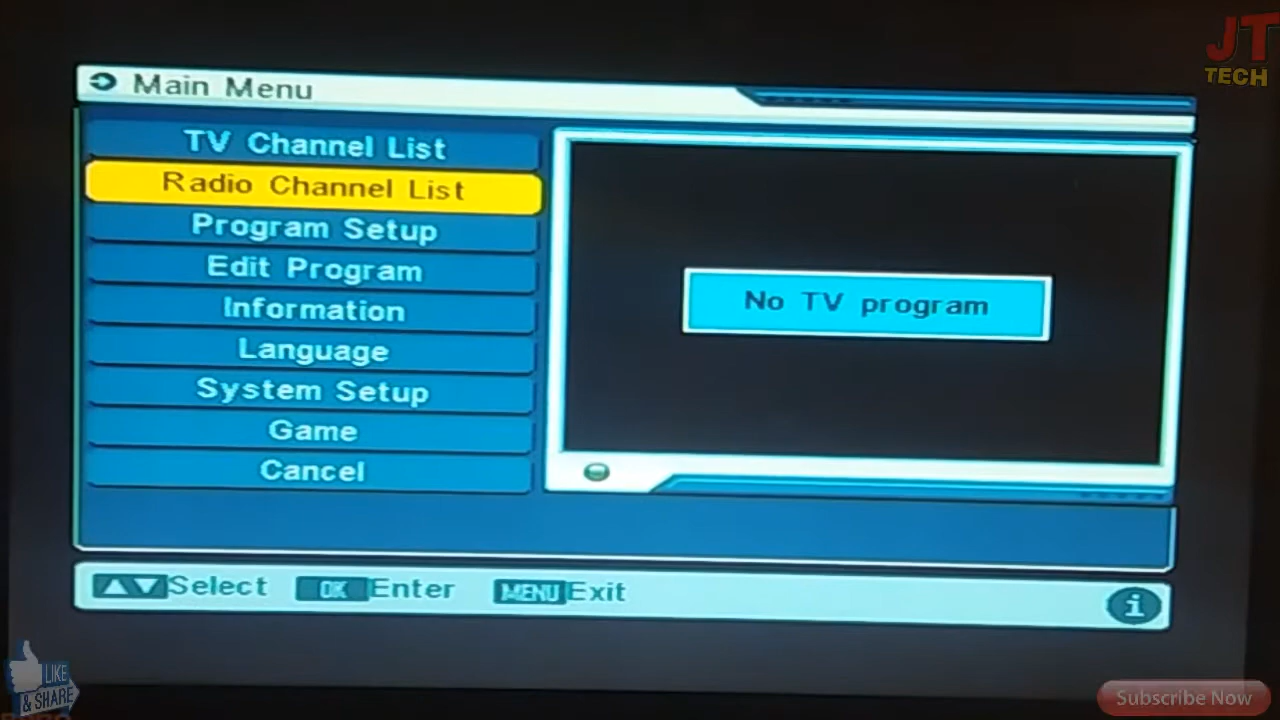 JT
TECH
Main Menu
TV Channel List
Radio Channel List
Program Setup
Edit Program
Information
Language
System Setup
Game
Cancel
No TV program
Select OK Enter MENU Exit
i
LIKE
& SHARE
Subscribe Now